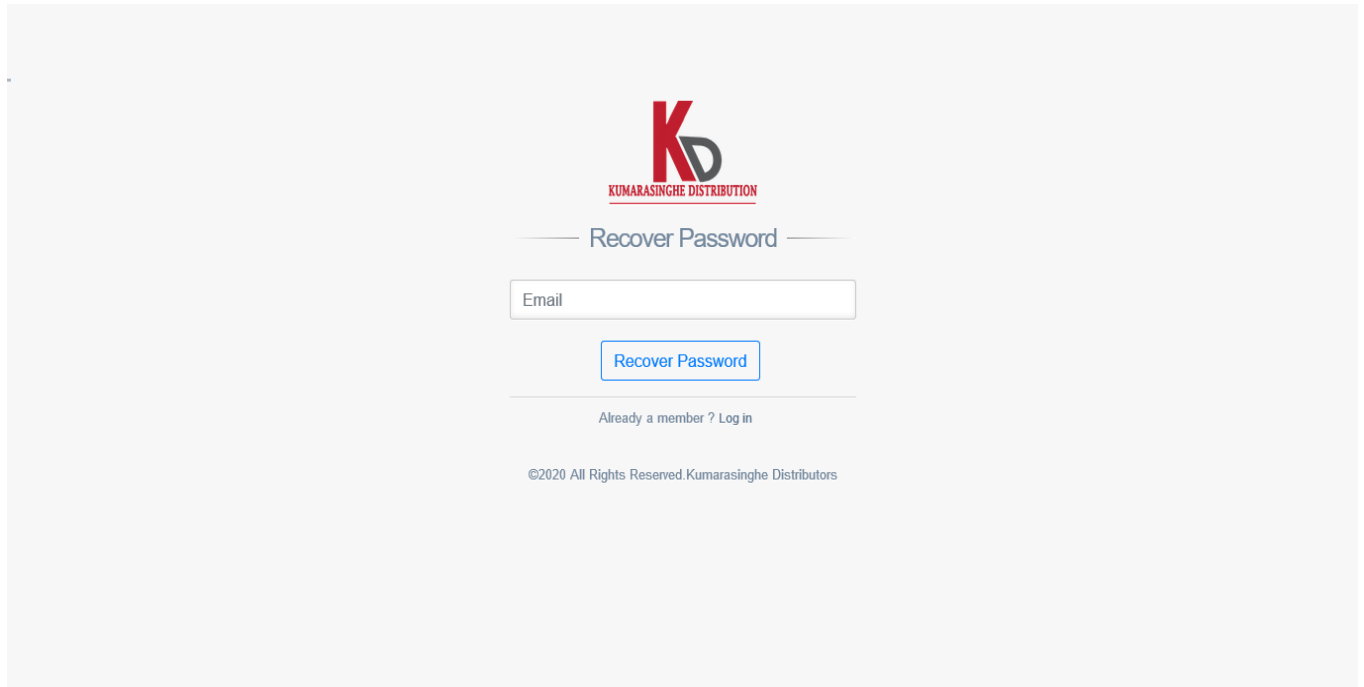 KD
KUMARASINGHE DISTRIBUTION
Recover Password
Email
Recover Password
Already a member ? Log in
©2020 All Rights Reserved.Kumarasinghe Distributors